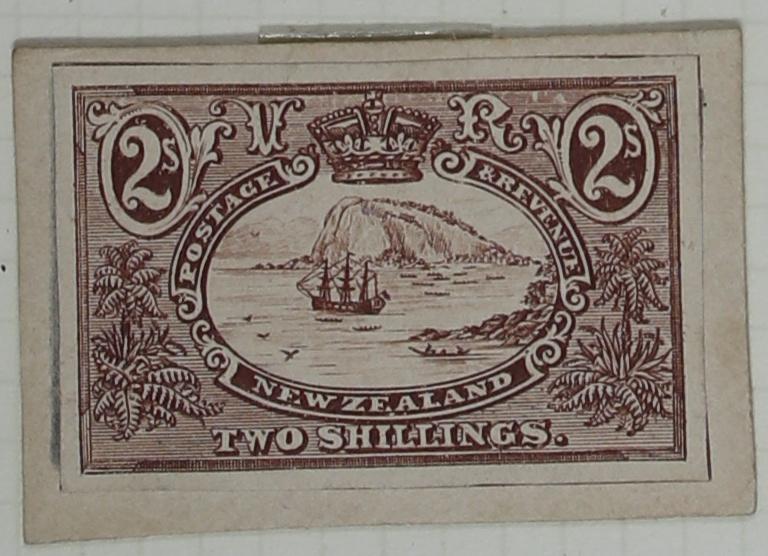 2s V R 2s
POSTAGE & REVENUE
NEW ZEALAND
TWO SHILLINGS.